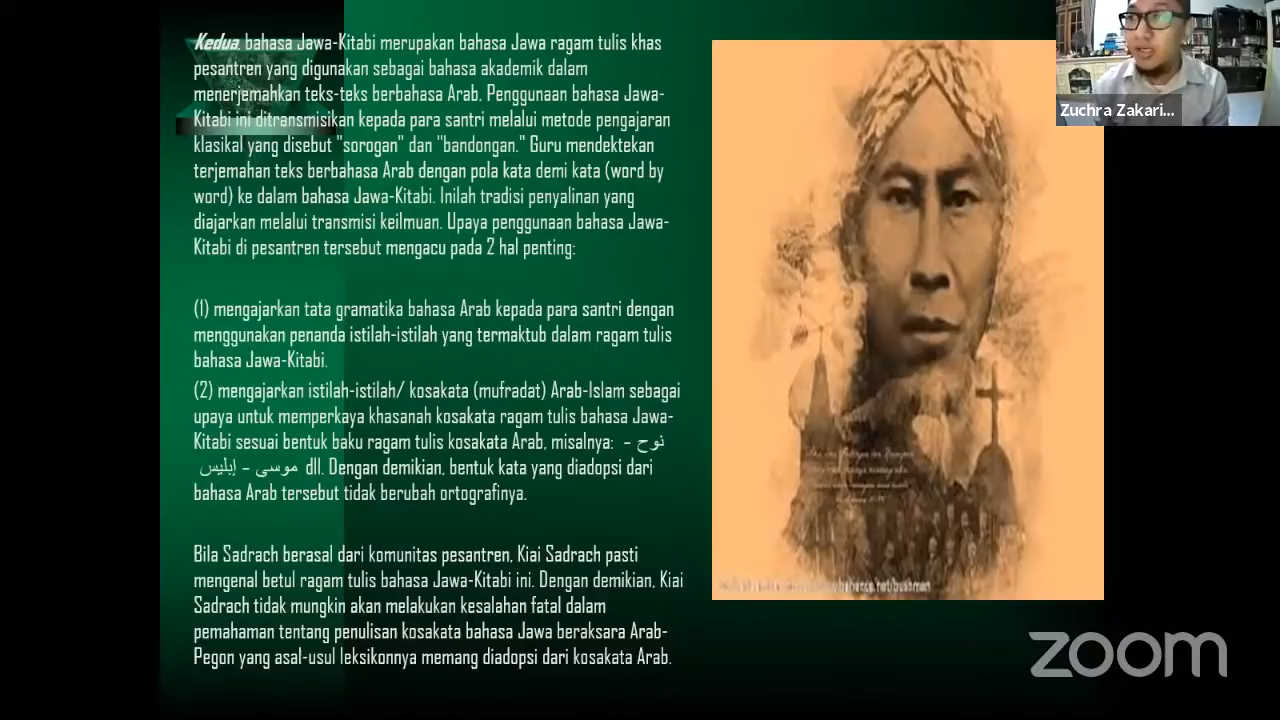 Kedua, bahasa Jawa-Kitabi merupakan bahasa Jawa ragam tulis khas
pesantren yang digunakan sebagai bahasa akademik dalam
menerjemahkan teks-teks berbahasa Arab. Penggunaan bahasa Jawa-
Kitabi ini ditransmisikan kepada para santri melalui metode pengajaran
klasikal yang disebut "sorogan" dan "bandongan." Guru mendektekan
terjemahan teks berbahasa Arab dengan pola kata demi kata (word by
word) ke dalam bahasa Jawa-Kitabi. Inilah tradisi penyalinan yang
diajarkan melalui transmisi keilmuan. Upaya penggunaan bahasa Jawa-
Kitabi di pesantren tersebut mengacu pada 2 hal penting:
(1) mengajarkan tata gramatika bahasa Arab kepada para santri dengan
menggunakan penanda istilah-istilah yang termaktub dalam ragam tulis
bahasa Jawa-Kitabi.
(2) mengajarkan istilah-istilah/ kosakata (mufradat) Arab-Islam sebagai
upaya untuk memperkaya khasanah kosakata ragam tulis bahasa Jawa-
Kitabi sesuai bentuk baku ragam tulis kosakata Arab, misalnya: نوح –
موسى – إبليس dll. Dengan demikian, bentuk kata yang diadopsi dari
bahasa Arab tersebut tidak berubah ortografinya.
Bila Sadrach berasal dari komunitas pesantren, Kiai Sadrach pasti
mengenal betul ragam tulis bahasa Jawa-Kitabi ini. Dengan demikian, Kiai
Sadrach tidak mungkin akan melakukan kesalahan fatal dalam
pemahaman tentang penulisan kosakata bahasa Jawa beraksara Arab-
Pegon yang asal-usul leksikonnya memang diadopsi dari kosakata Arab.
Zuchra Zakari...
zoom